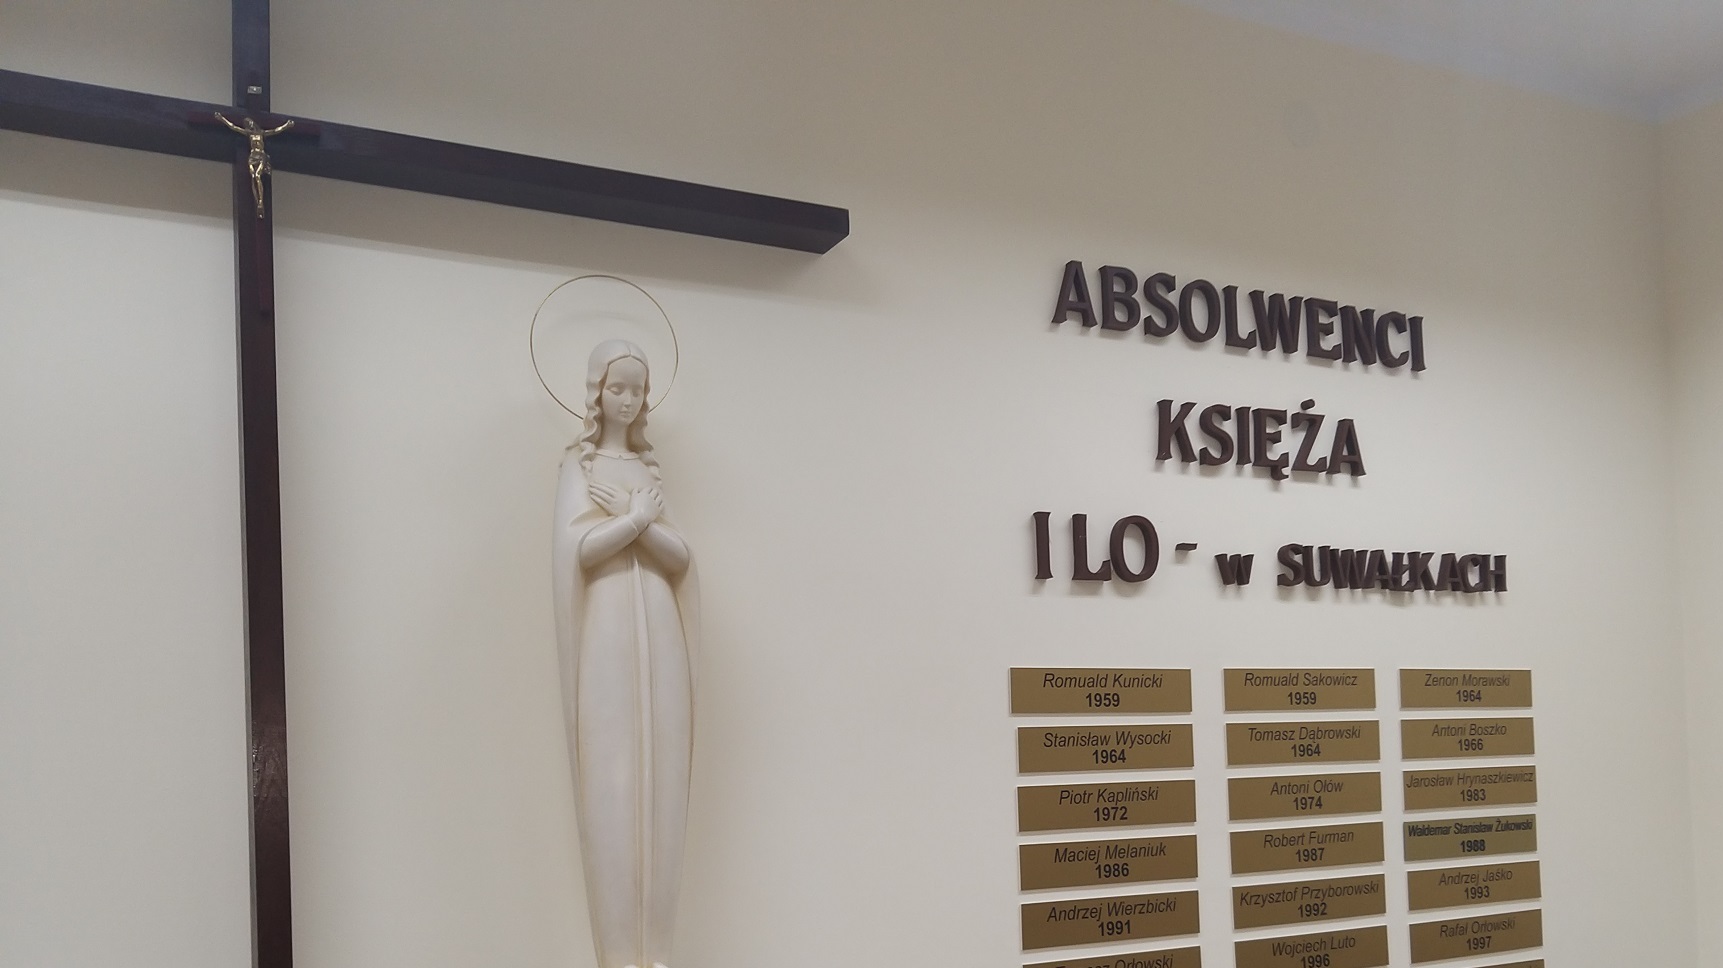 ABSOLWENCI
KSIĘŻA
I LO - w SUWAŁKACH
Romuald Kunicki
1959
Romuald Sakowicz
1959
Zenon Morawski
1964
Stanisław Wysocki
1964
Tomasz Dąbrowski
1964
Antoni Boszko
1966
Piotr Kapliński
1972
Antoni Ołów
1974
Jarosław Hrynaszkiewicz
1983
Maciej Melaniuk
1986
Robert Furman
1987
Waldemar Stanisław Żukowski
1988
Andrzej Wierzbicki
1991
Krzysztof Przyborowski
1992
Andrzej Jaśko
1993
Orłowski
Wojciech Luto
1996
Rafał Orłowski
1997